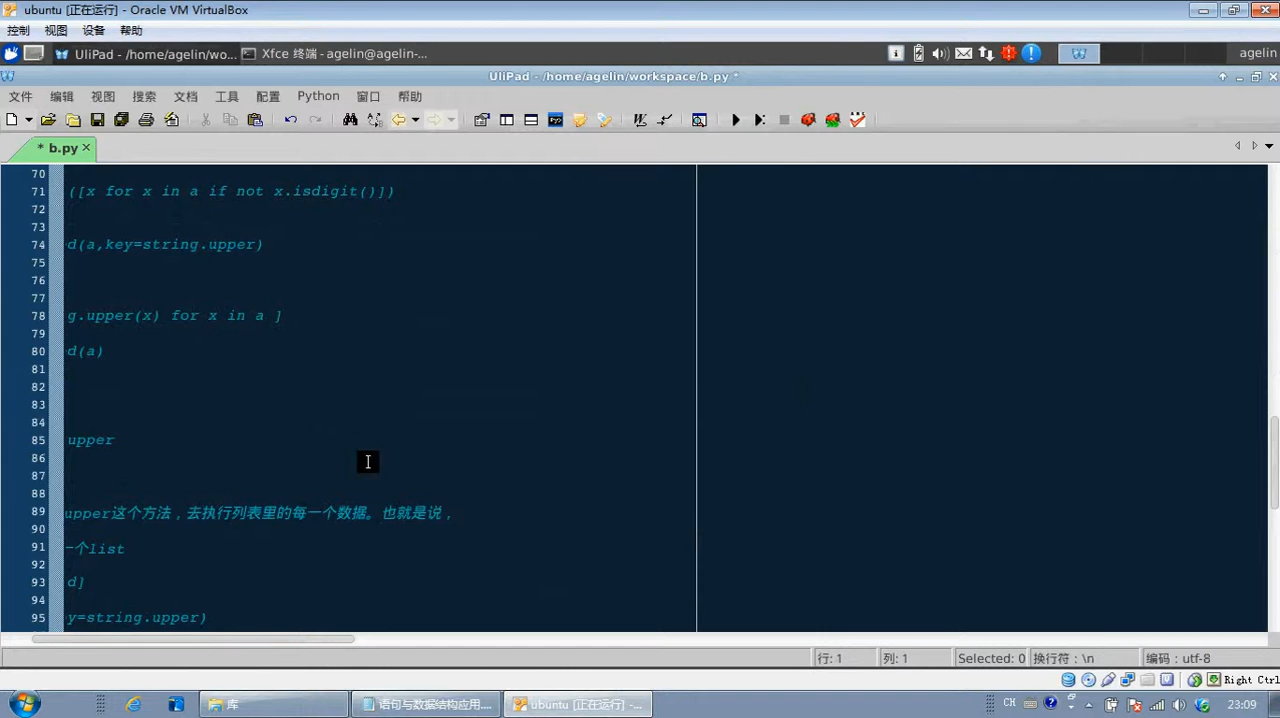 ubuntu [正在运行] - Oracle VM VirtualBox
控制 视图 设备 帮助
UliPad - /home/agelin/wo... Xfce 终端 - agelin@agelin-... agelin
UliPad - /home/agelin/workspace/b.py *
文件 编辑 视图 搜索 文档 工具 配置 Python 窗口 帮助
* b.py
70
71 ([x for x in a if not x.isdigit()])
72
73
74 d(a,key=string.upper)
75
76
77
78 g.upper(x) for x in a ]
79
80 d(a)
81
82
83
84
85 upper
86
87
88
89 upper这个方法，去执行列表里的每一个数据。也就是说，
90
91 一个list
92
93 d]
94
95 y=string.upper)
行: 1 列: 1 Selected: 0 换行符：\n 编码：utf-8
Right Ctrl
库 语句与数据结构应用... ubuntu [正在运行] -... CH 23:09